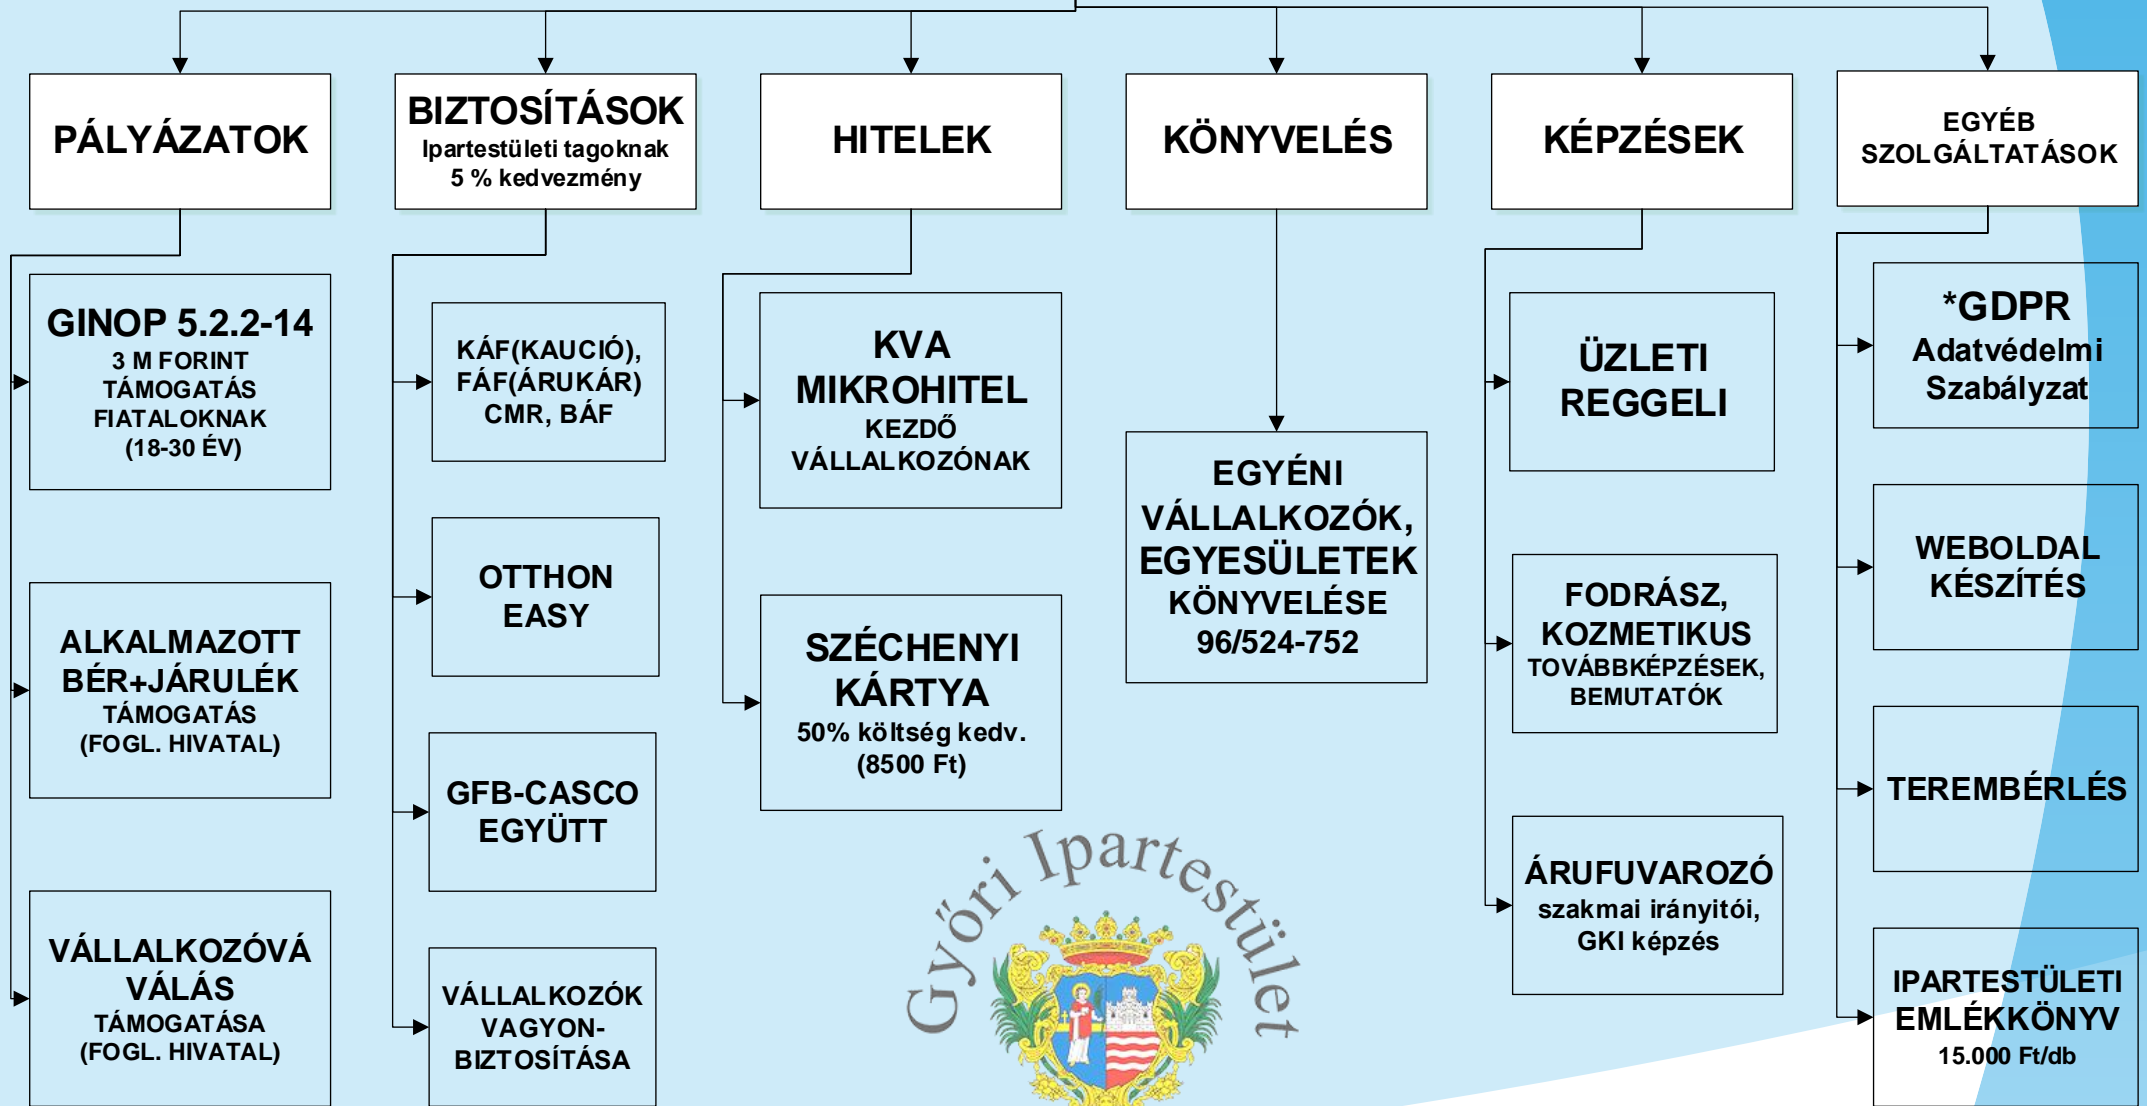 PÁLYÁZATOK
BIZTOSÍTÁSOK
Ipartestületi tagoknak
5 % kedvezmény
HITELEK
KÖNYVELÉS
KÉPZÉSEK
EGYÉB
SZOLGÁLTATÁSOK
GINOP 5.2.2-14
3 M FORINT
TÁMOGATÁS
FIATALOKNAK
(18-30 ÉV)
ALKALMAZOTT
BÉR+JÁRULÉK
TÁMOGATÁS
(FOGL. HIVATAL)
VÁLLALKOZÓVÁ
VÁLÁS
TÁMOGATÁSA
(FOGL. HIVATAL)
KÁF(KAUCIÓ),
FÁF(ÁRUKÁR)
CMR, BÁF
OTTHON
EASY
GFB-CASCO
EGYÜTT
VÁLLALKOZÓK
VAGYON-
BIZTOSÍTÁSA
KVA
MIKROHITEL
KEZDŐ
VÁLLALKOZÓNAK
SZÉCHENYI
KÁRTYA
50% költség kedv.
(8500 Ft)
EGYÉNI
VÁLLALKOZÓK,
EGYESÜLETEK
KÖNYVELÉSE
96/524-752
ÜZLETI
REGGELI
FODRÁSZ,
KOZMETIKUS
TOVÁBBKÉPZÉSEK,
BEMUTATÓK
ÁRUFUVAROZÓ
szakmai irányitói,
GKI képzés
*GDPR
Adatvédelmi
Szabályzat
WEBOLDAL
KÉSZÍTÉS
TEREMBÉRLÉS
IPARTESTÜLETI
EMLÉKKÖNYV
15.000 Ft/db
Győri Ipartestület